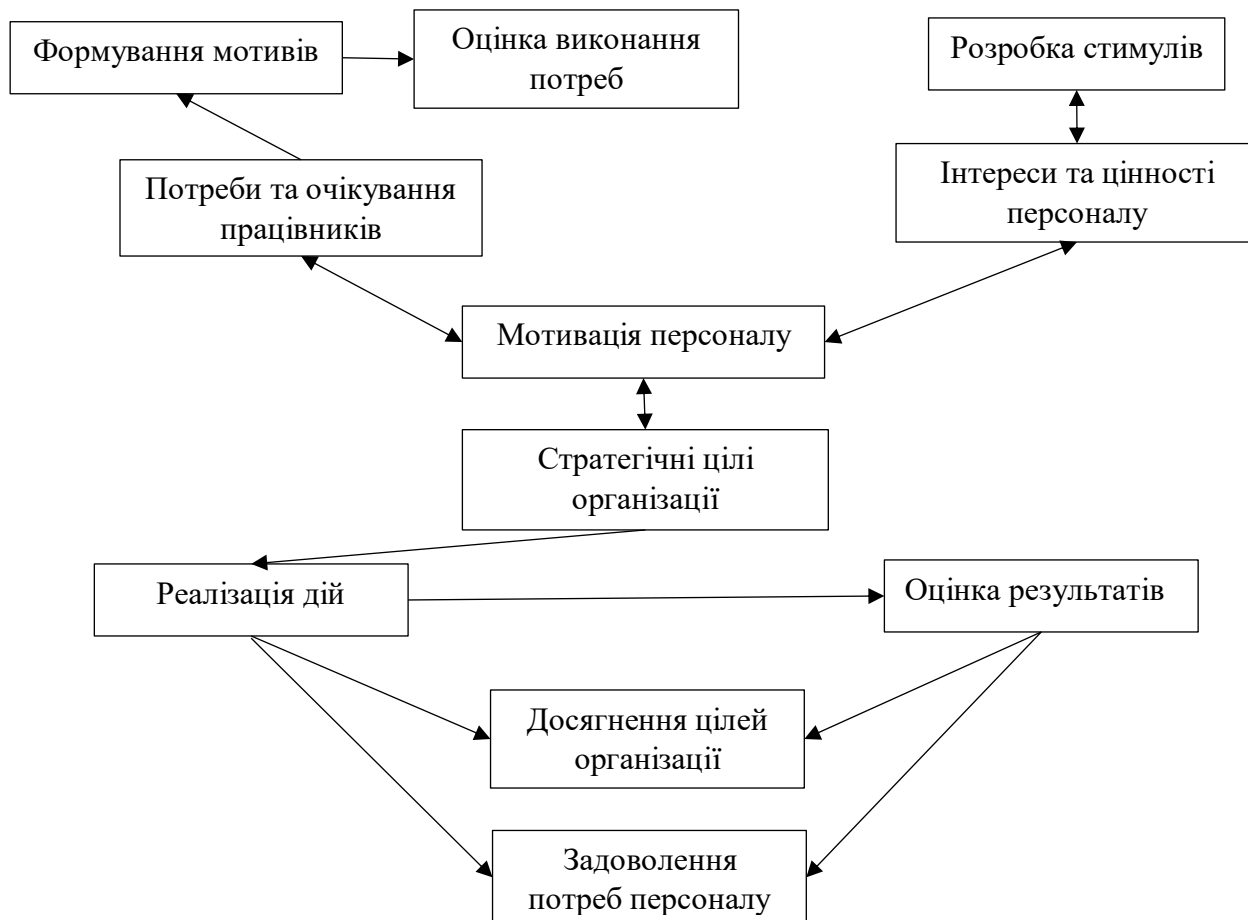 Формування мотивів
Оцінка виконання
потреб
Розробка стимулів
Потреби та очікування
працівників
Інтереси та цінності
персоналу
Мотивація персоналу
Стратегічні цілі
організації
Реалізація дій
Оцінка результатів
Досягнення цілей
організації
Задоволення
потреб персоналу